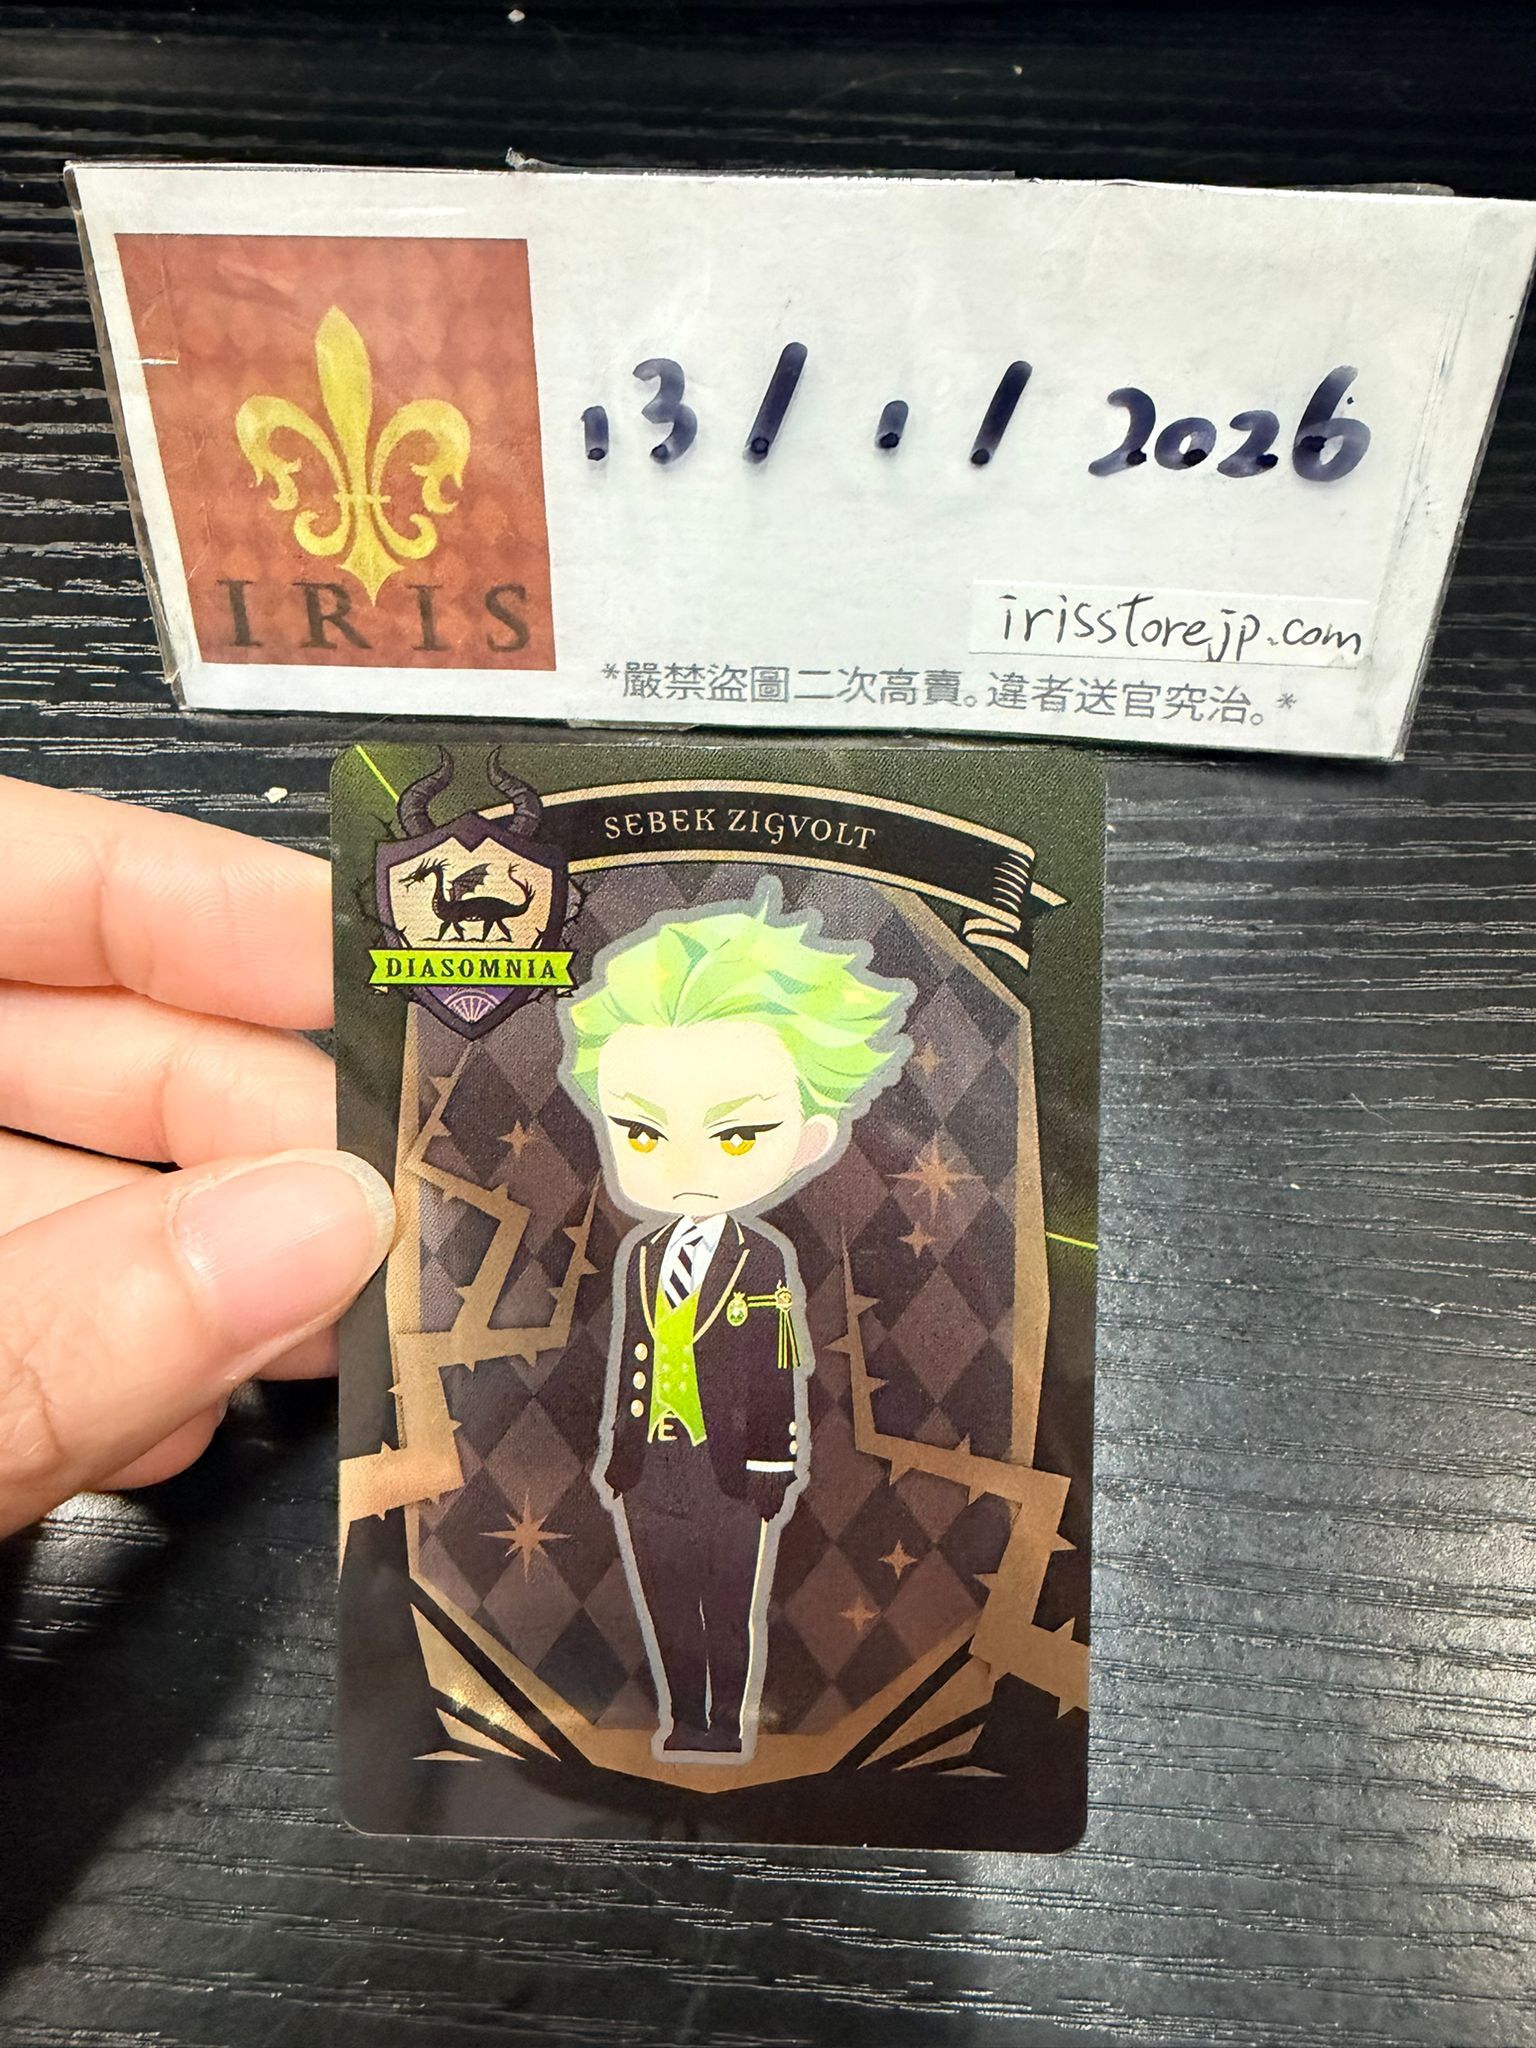 13/1/2026
IRIS
irisstorejp.com
*嚴禁盜圖二次高賣。違者送官究治。*
SEBEK ZIGVOLT
DIASOMNIA
E